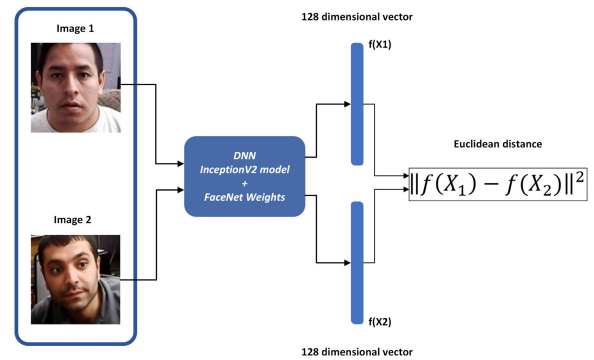 128 dimensional vector
Image 1
f(X1)
DNN
InceptionV2 model
+
FaceNet Weights
Euclidean distance
‖f(X₁) − f(X₂)‖²
Image 2
f(X2)
128 dimensional vector